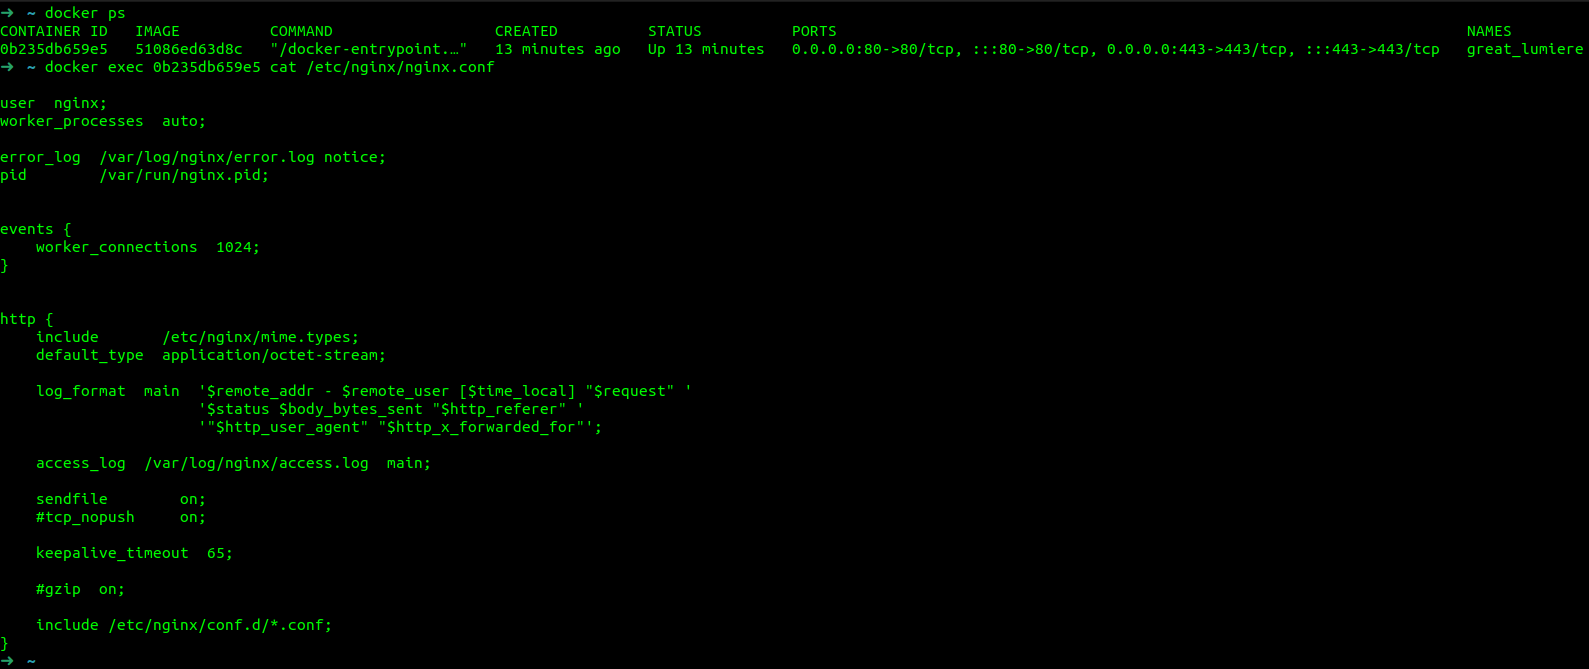 ➜  ~ docker ps
CONTAINER ID   IMAGE          COMMAND                  CREATED          STATUS          PORTS                                                                      NAMES
0b235db659e5   51086ed63d8c   "/docker-entrypoint.…"   13 minutes ago   Up 13 minutes   0.0.0.0:80->80/tcp, :::80->80/tcp, 0.0.0.0:443->443/tcp, :::443->443/tcp   great_lumiere
➜  ~ docker exec 0b235db659e5 cat /etc/nginx/nginx.conf

user  nginx;
worker_processes  auto;

error_log  /var/log/nginx/error.log notice;
pid        /var/run/nginx.pid;


events {
    worker_connections  1024;
}


http {
    include       /etc/nginx/mime.types;
    default_type  application/octet-stream;

    log_format  main  '$remote_addr - $remote_user [$time_local] "$request" '
                      '$status $body_bytes_sent "$http_referer" '
                      '"$http_user_agent" "$http_x_forwarded_for"';

    access_log  /var/log/nginx/access.log  main;

    sendfile        on;
    #tcp_nopush     on;

    keepalive_timeout  65;

    #gzip  on;

    include /etc/nginx/conf.d/*.conf;
}
➜  ~